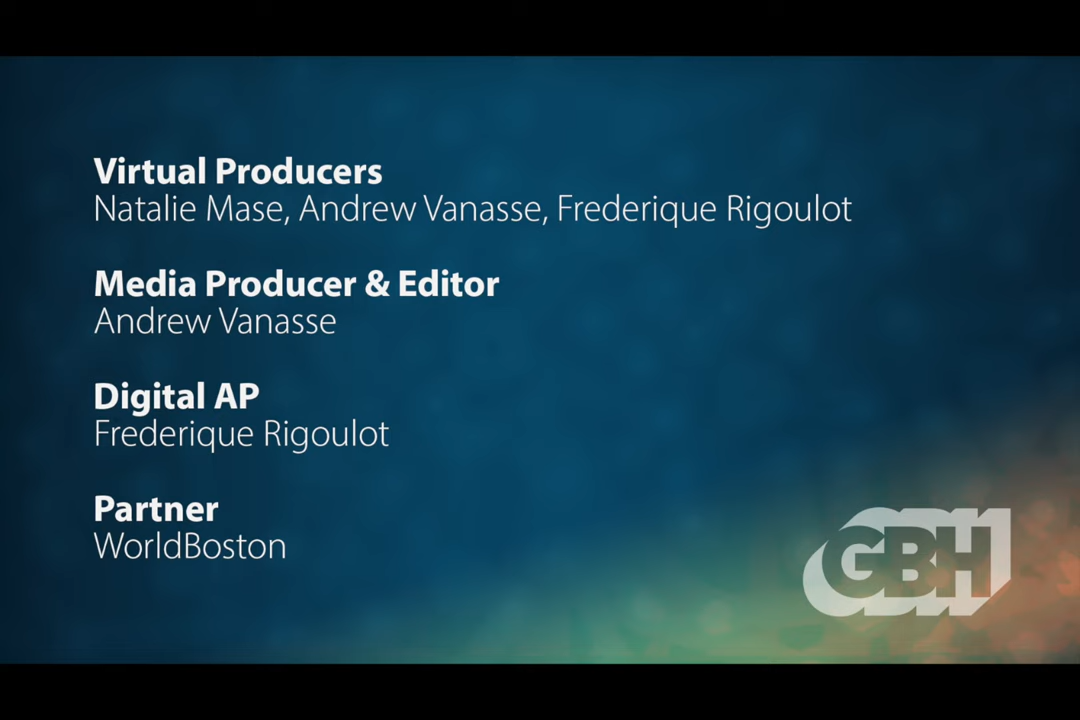 Virtual Producers
Natalie Mase, Andrew Vanasse, Frederique Rigoulot
Media Producer & Editor
Andrew Vanasse
Digital AP
Frederique Rigoulot
Partner
WorldBoston
GBH